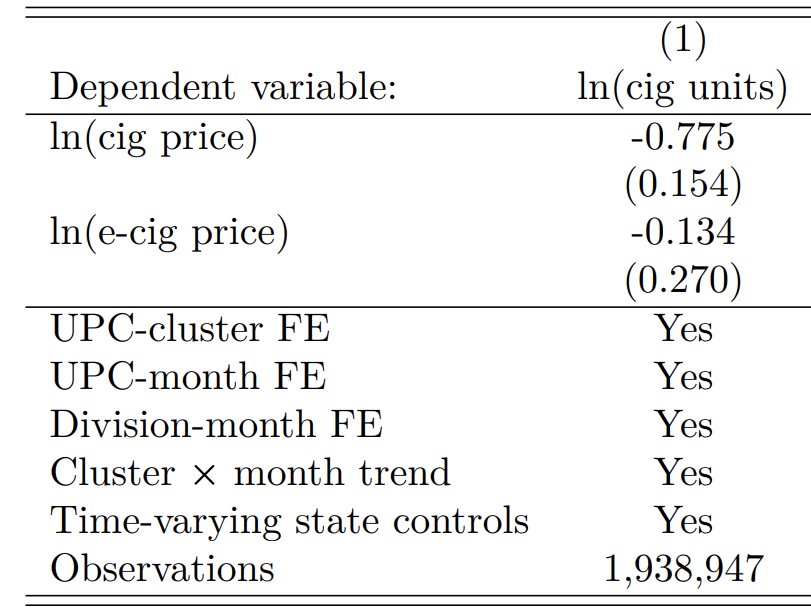 (1)
Dependent variable: ln(cig units)
ln(cig price) -0.775
(0.154)
ln(e-cig price) -0.134
(0.270)
UPC-cluster FE Yes
UPC-month FE Yes
Division-month FE Yes
Cluster × month trend Yes
Time-varying state controls Yes
Observations 1,938,947